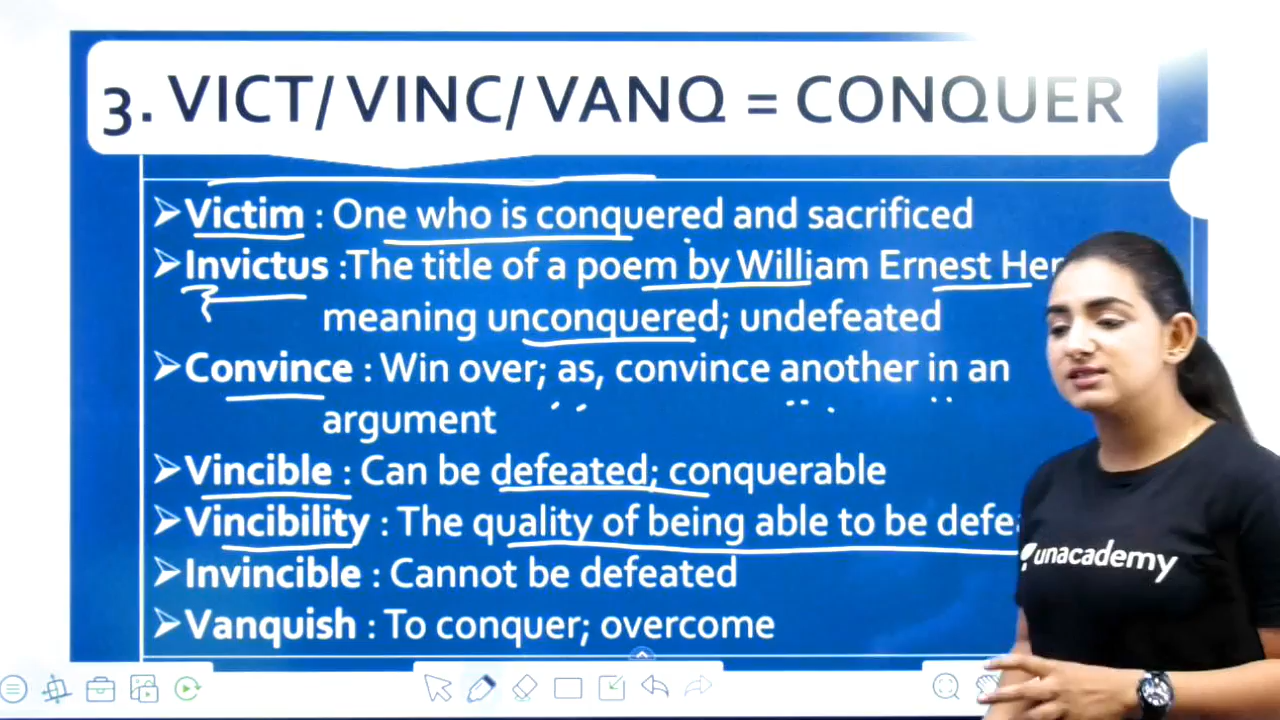 3. VICT/ VINC/ VANQ = CONQUER
➢Victim : One who is conquered and sacrificed
➢Invictus :The title of a poem by William Ernest
meaning unconquered; undefeated
➢Convince : Win over; as, convince another in an
argument
➢Vincible : Can be defeated; conquerable
➢Vincibility : The quality of being able to be
➢Invincible : Cannot be defeated
➢Vanquish : To conquer; overcome
unacademy